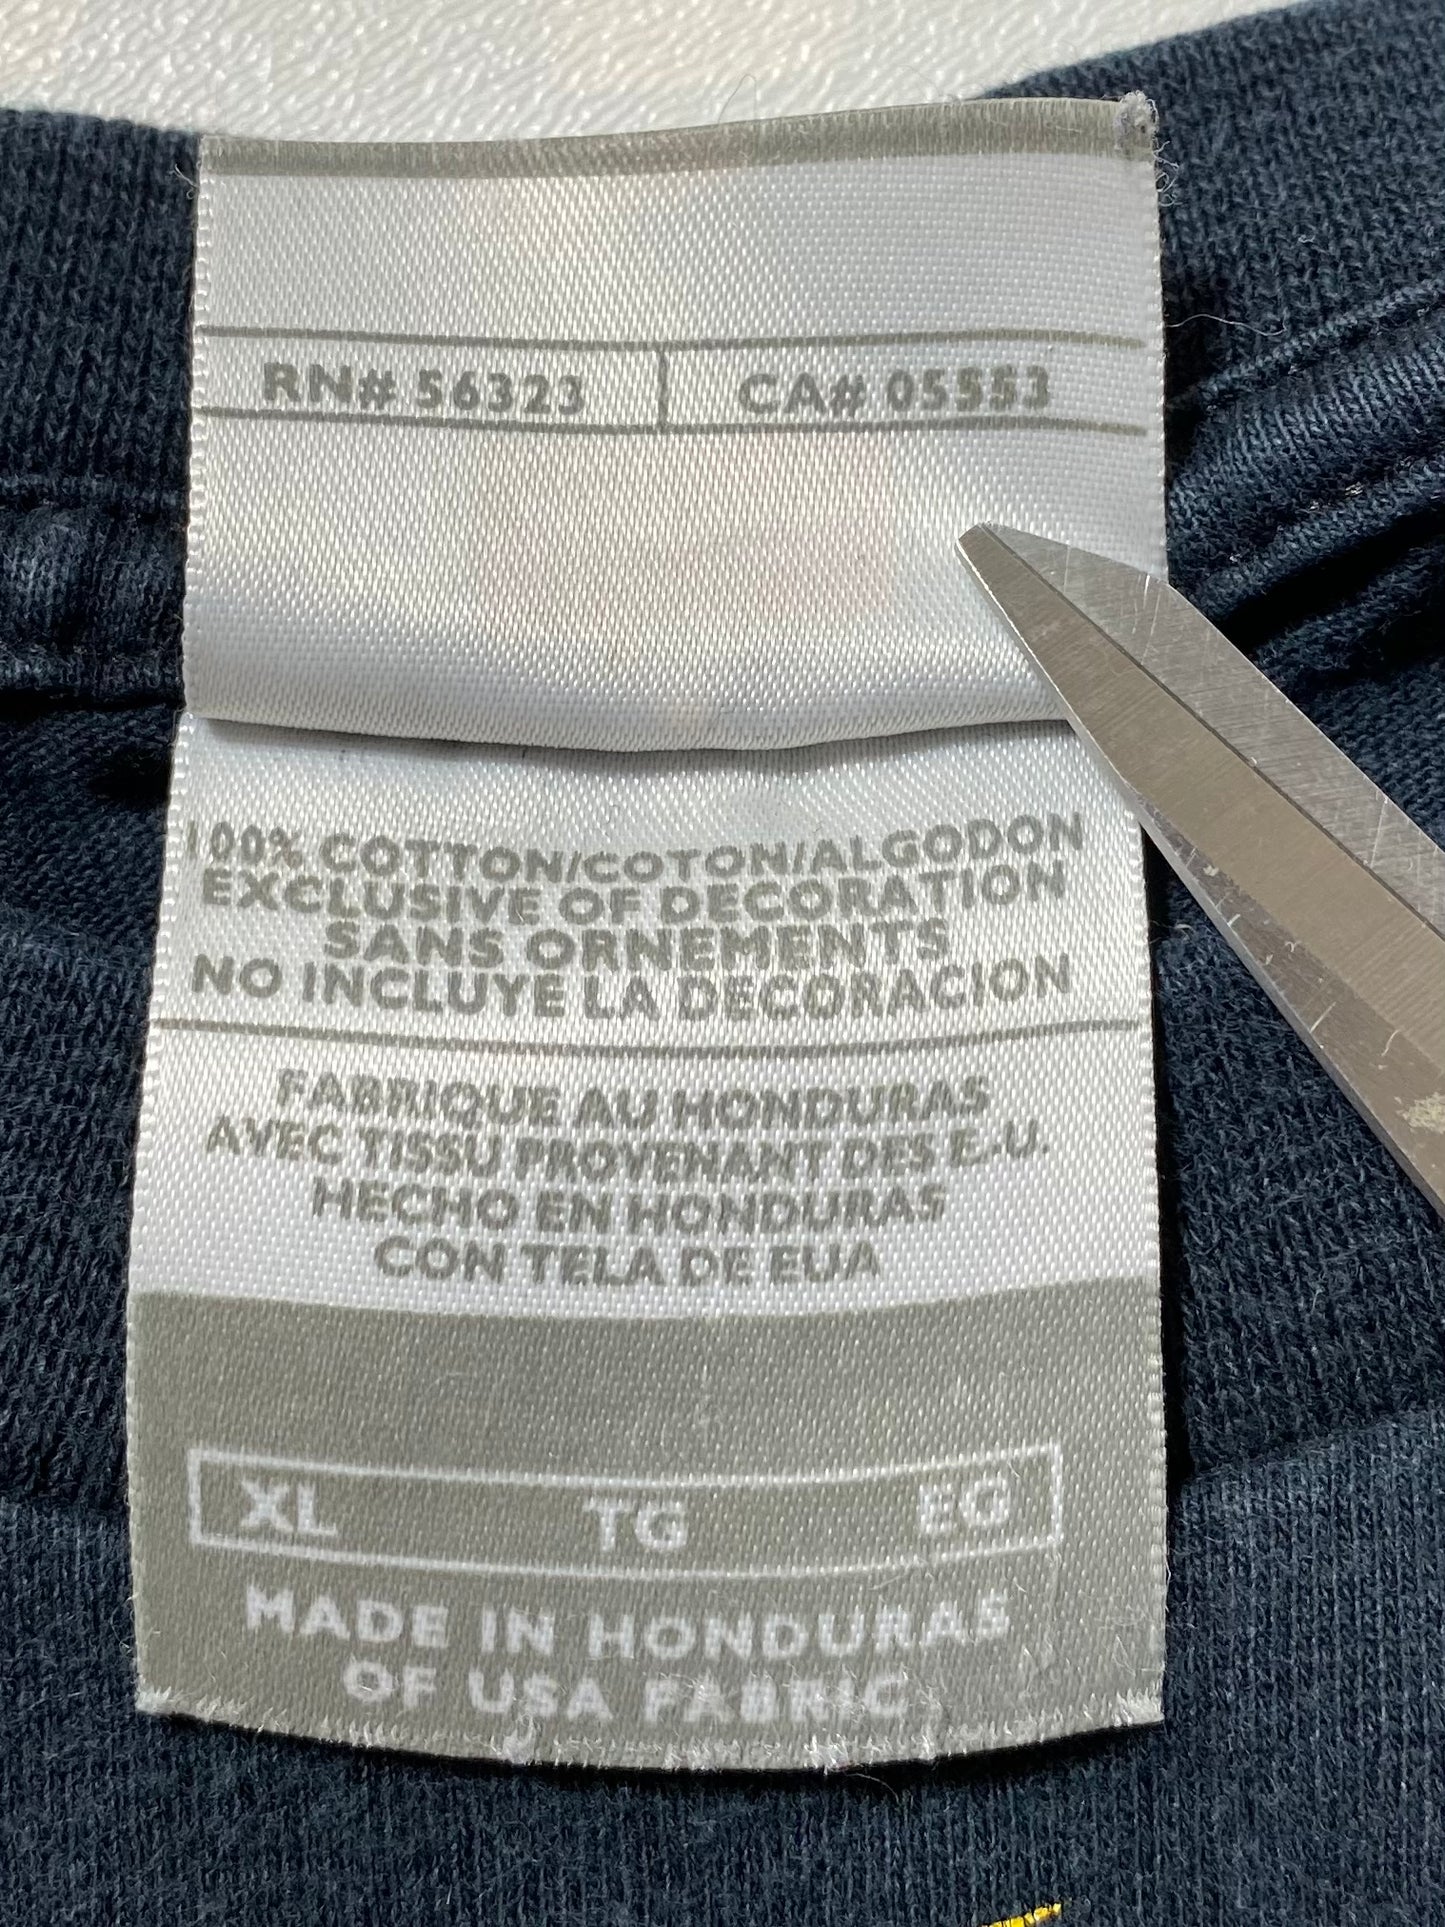 RN# 56323 CA# 05553
100% COTTON/COTON/ALGODON
EXCLUSIVE OF DECORATION
SANS ORNEMENTS
NO INCLUYE LA DECORACION
FABRIQUE AU HONDURAS
AVEC TISSU PROVENANT DES E.-U.
HECHO EN HONDURAS
CON TELA DE EUA
XL TG EG
MADE IN HONDURAS
OF USA FABRIC